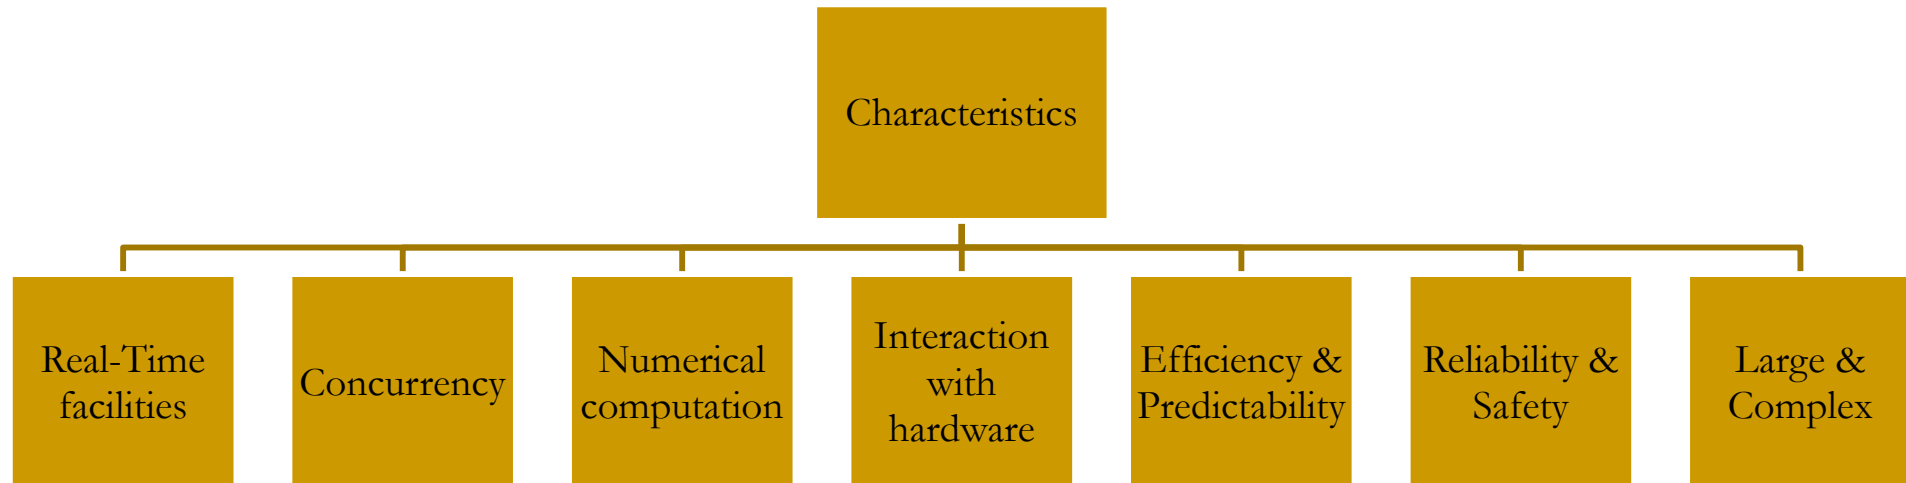 Characteristics
Real-Time
facilities
Concurrency
Numerical
computation
Interaction
with
hardware
Efficiency &
Predictability
Reliability &
Safety
Large &
Complex